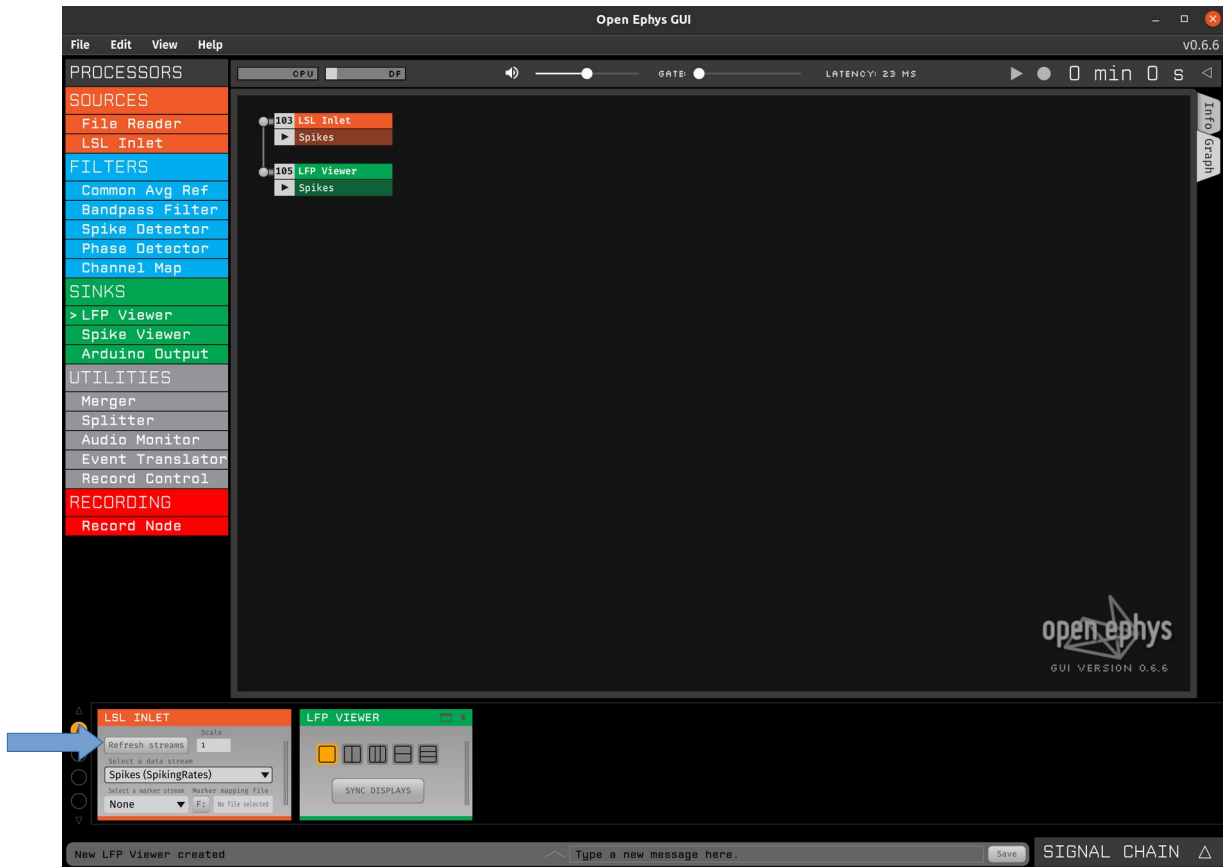 Open Ephys GUI
File Edit View Help
v0.6.6
PROCESSORS
CPU DF
GATE:
LATENCY: 23 MS
0 min 0 s
SOURCES
File Reader
LSL Inlet
FILTERS
Common Avg Ref
Bandpass Filter
Spike Detector
Phase Detector
Channel Map
SINKS
>LFP Viewer
Spike Viewer
Arduino Output
UTILITIES
Merger
Splitter
Audio Monitor
Event Translator
Record Control
RECORDING
Record Node
103 LSL Inlet
Spikes
105 LFP Viewer
Spikes
Info
Graph
open ephys
GUI VERSION 0.6.6
LSL INLET
Scale
Refresh streams 1
Select a data stream
Spikes (SpikingRates)
Select a marker stream Marker mapping file
None F: No file selected
LFP VIEWER
SYNC DISPLAYS
New LFP Viewer created
Type a new message here.
Save
SIGNAL CHAIN